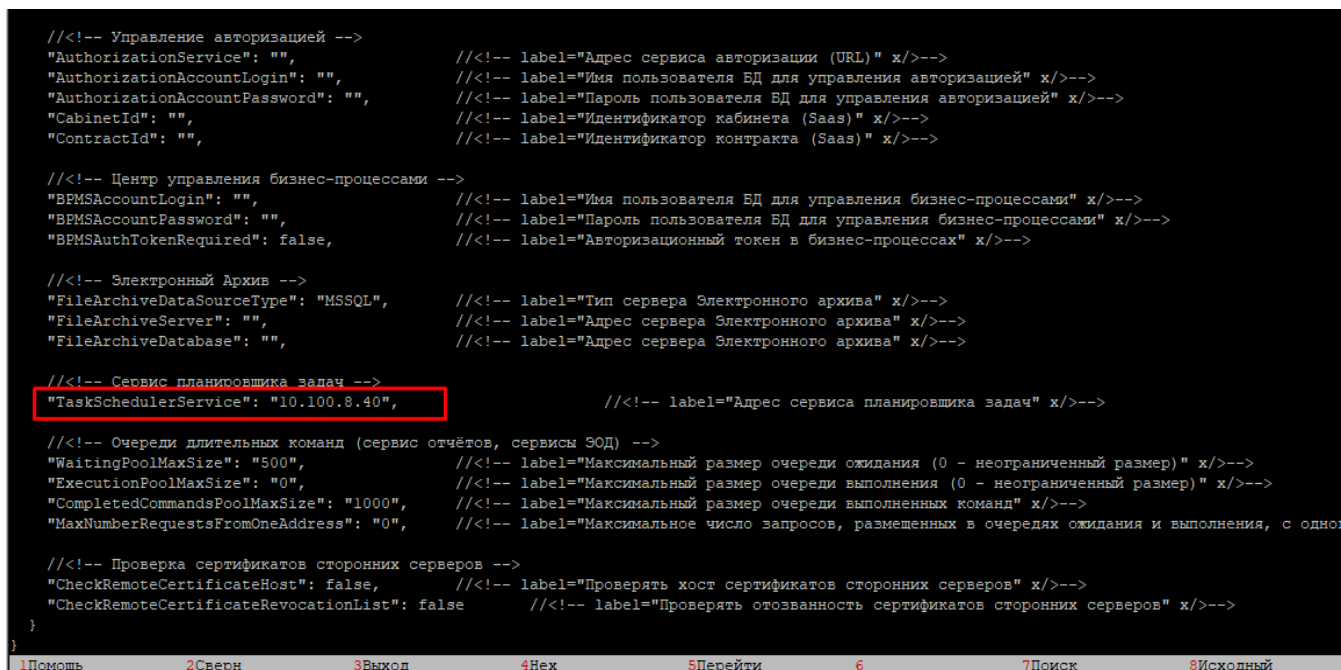 //<!-- Управление авторизацией -->
"AuthorizationService": "", //<!-- label="Адрес сервиса авторизации (URL)" x/>-->
"AuthorizationAccountLogin": "", //<!-- label="Имя пользователя БД для управления авторизацией" x/>-->
"AuthorizationAccountPassword": "", //<!-- label="Пароль пользователя БД для управления авторизацией" x/>-->
"CabinetId": "", //<!-- label="Идентификатор кабинета (Saas)" x/>-->
"ContractId": "", //<!-- label="Идентификатор контракта (Saas)" x/>-->
//<!-- Центр управления бизнес-процессами -->
"BPMSAccountLogin": "", //<!-- label="Имя пользователя БД для управления бизнес-процессами" x/>-->
"BPMSAccountPassword": "", //<!-- label="Пароль пользователя БД для управления бизнес-процессами" x/>-->
"BPMSAuthTokenRequired": false, //<!-- label="Авторизационный токен в бизнес-процессах" x/>-->
//<!-- Электронный Архив -->
"FileArchiveDataSourceType": "MSSQL", //<!-- label="Тип сервера Электронного архива" x/>-->
"FileArchiveServer": "", //<!-- label="Адрес сервера Электронного архива" x/>-->
"FileArchiveDatabase": "", //<!-- label="Адрес сервера Электронного архива" x/>-->
//<!-- Сервис планировщика задач -->
"TaskSchedulerService": "10.100.8.40", //<!-- label="Адрес сервиса планировщика задач" x/>-->
//<!-- Очереди длительных команд (сервис отчётов, сервисы ЭОД) -->
"WaitingPoolMaxSize": "500", //<!-- label="Максимальный размер очереди ожидания (0 - неограниченный размер)" x/>-->
"ExecutionPoolMaxSize": "0", //<!-- label="Максимальный размер очереди выполнения (0 - неограниченный размер)" x/>-->
"CompletedCommandsPoolMaxSize": "1000", //<!-- label="Максимальный размер очереди выполненных команд" x/>-->
"MaxNumberRequestsFromOneAddress": "0", //<!-- label="Максимальное число запросов, размещенных в очередях ожидания и выполнения, с
//<!-- Проверка сертификатов сторонних серверов -->
"CheckRemoteCertificateHost": false, //<!-- label="Проверять хост сертификатов сторонних серверов" x/>-->
"CheckRemoteCertificateRevocationList": false //<!-- label="Проверять отозванность сертификатов сторонних серверов" x/>-->
}
}
1Помощь 2Сверн 3Выход 4Hex 5Перейти 6 7Поиск 8Исходный